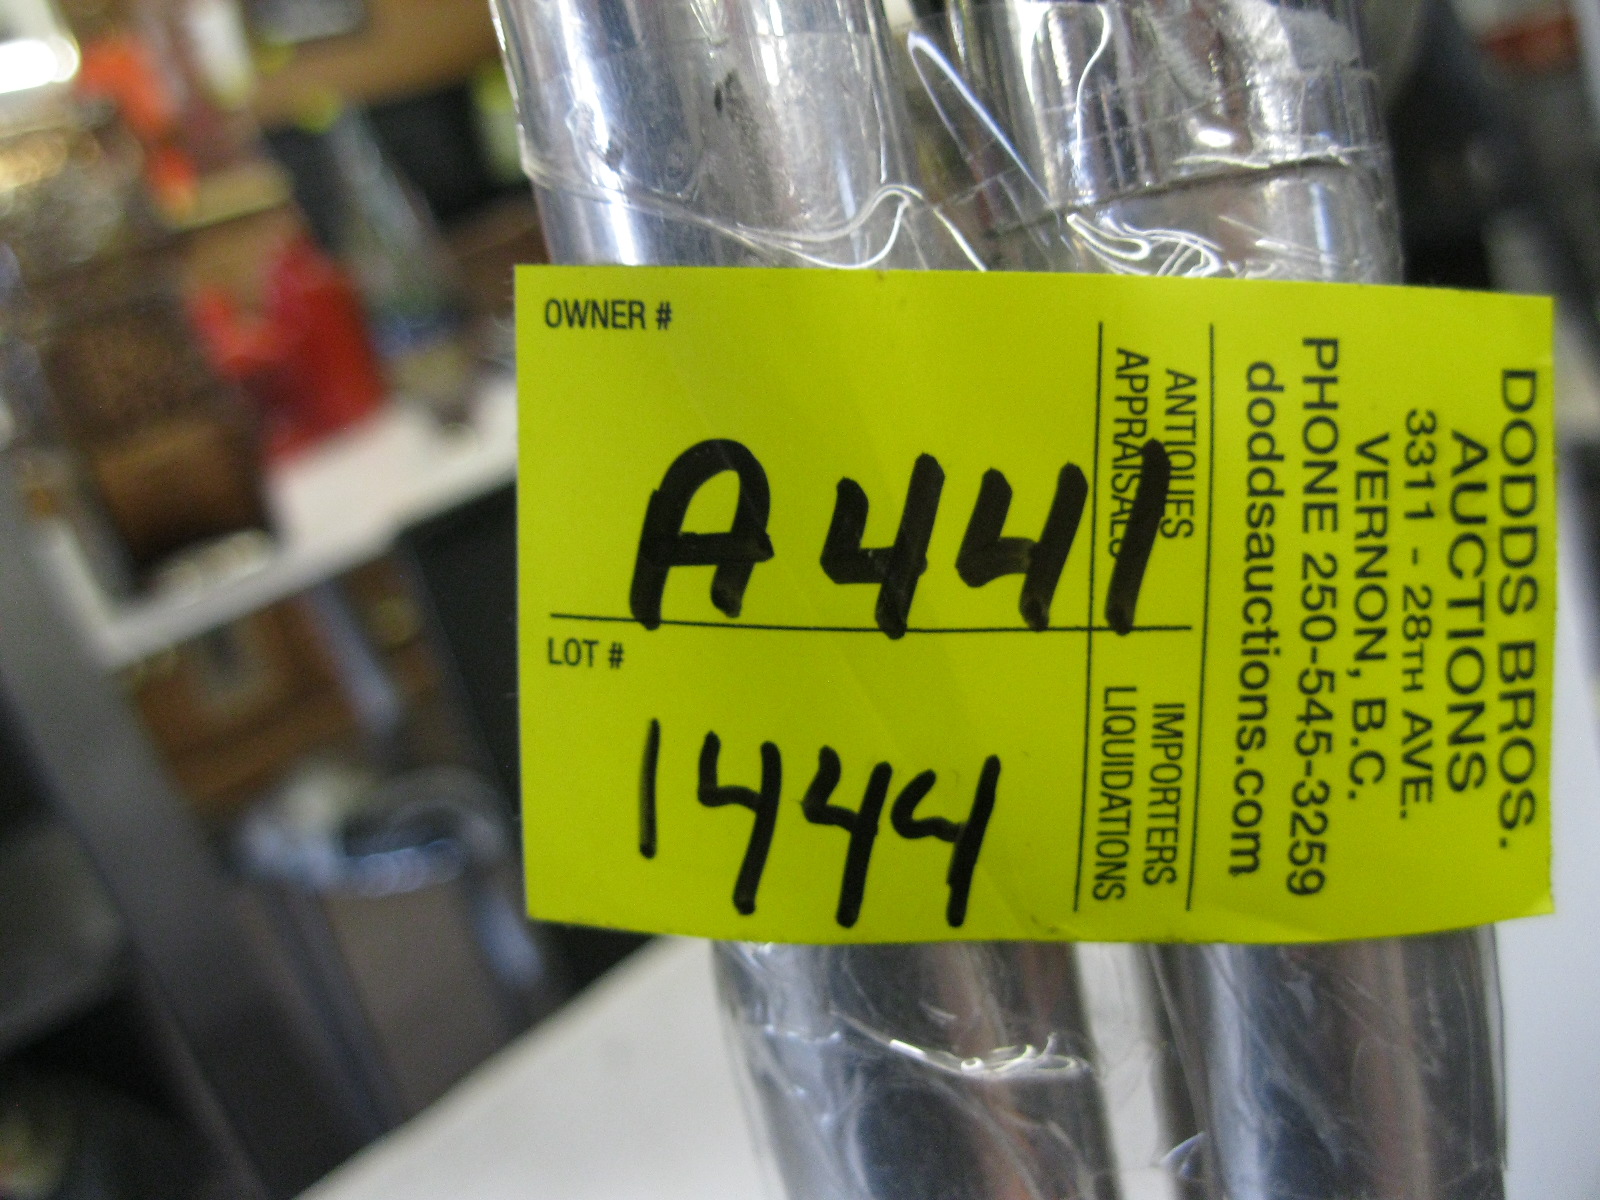 OWNER #
A441
LOT #
1444
ANTIQUES
APPRAISALS
IMPORTERS
LIQUIDATIONS
DODDS BROS.
AUCTIONS
3311 - 28TH AVE.
VERNON, B.C.
PHONE 250-545-3259
doddsauctions.com